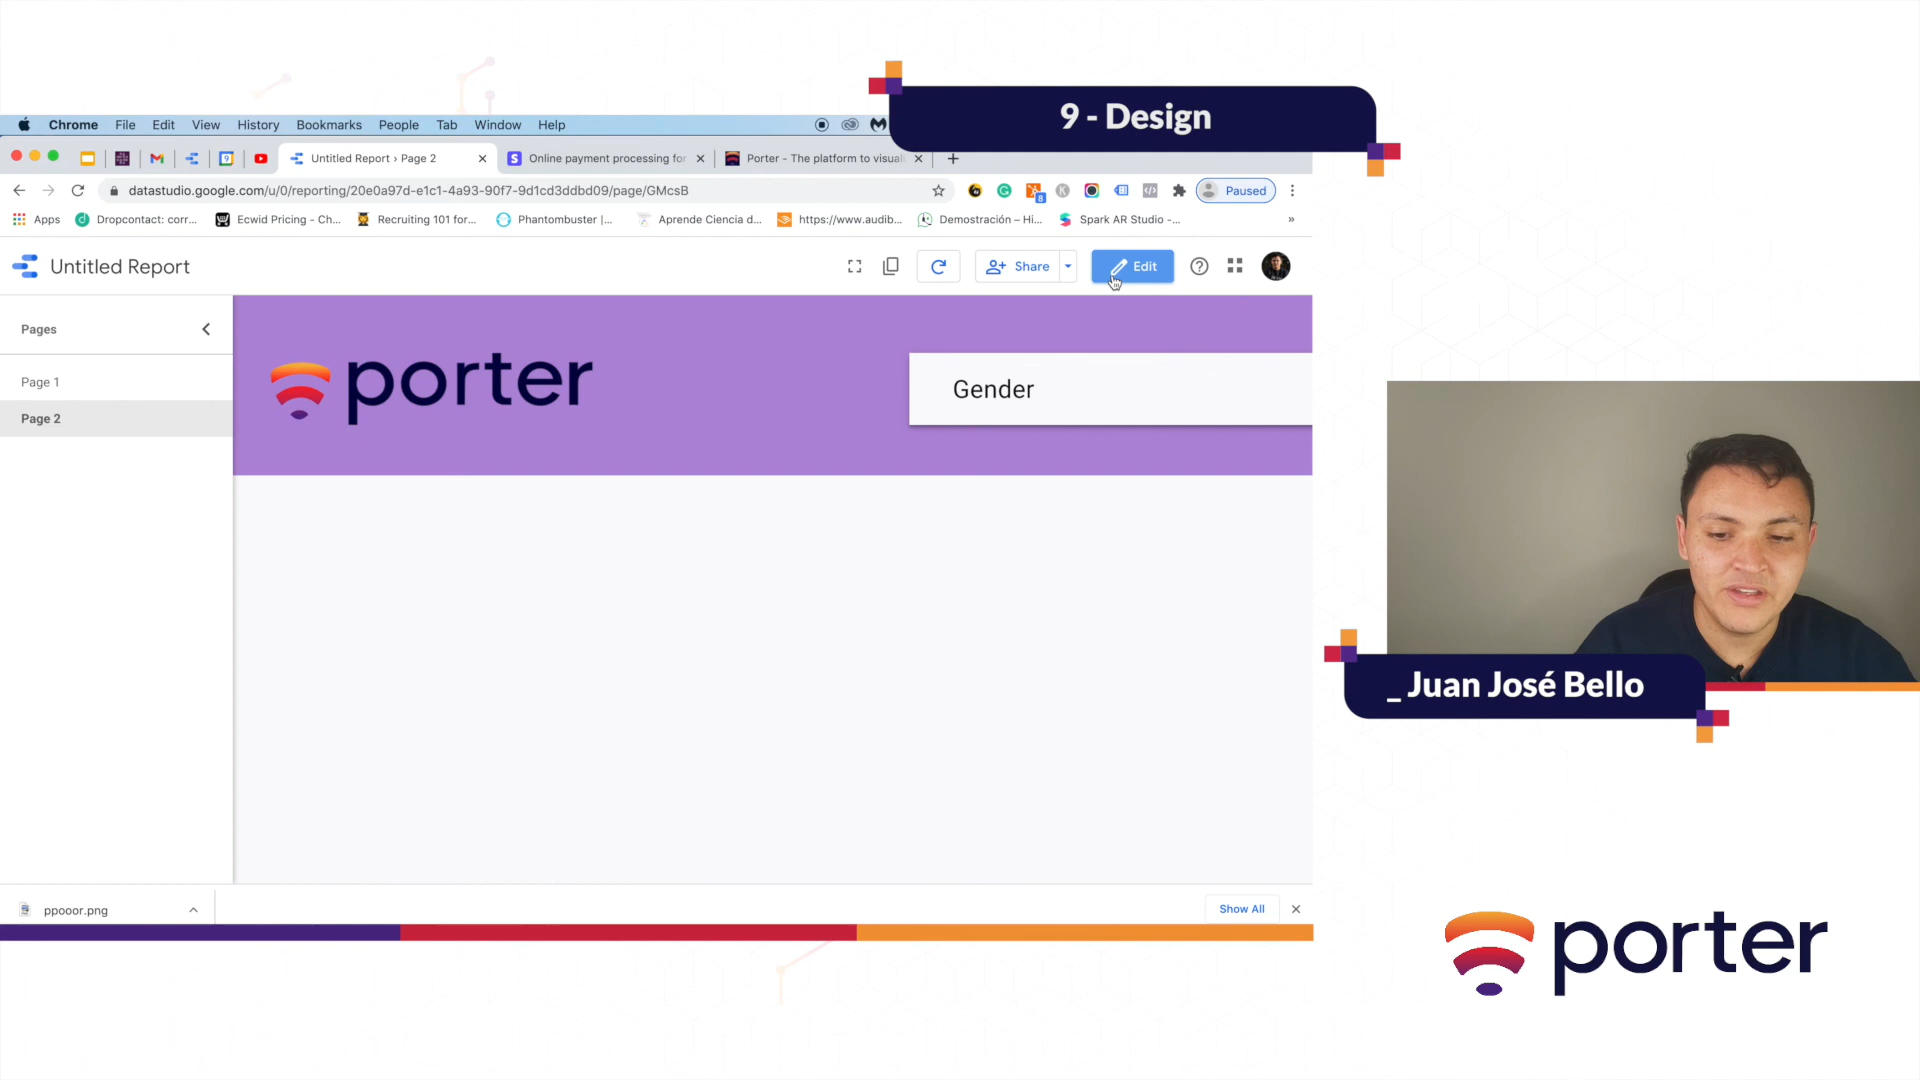 9 - Design
Chrome File Edit View History Bookmarks People Tab Window Help
9 Untitled Report › Page 2 S Online payment processing for Porter - The platform to visuali
datastudio.google.com/u/0/reporting/20e0a97d-e1c1-4a93-90f7-9d1cd3ddbd09/page/GMcsB 8 Paused
Apps Dropcontact: corr... Ecwid Pricing - Ch... Recruiting 101 for... Phantombuster |... Aprende Ciencia d... https://www.audib... Demostración – Hi... Spark AR Studio -... »
Untitled Report Share Edit
Pages
Page 1
Page 2
porter
Gender
_ Juan José Bello
ppooor.png Show All
porter